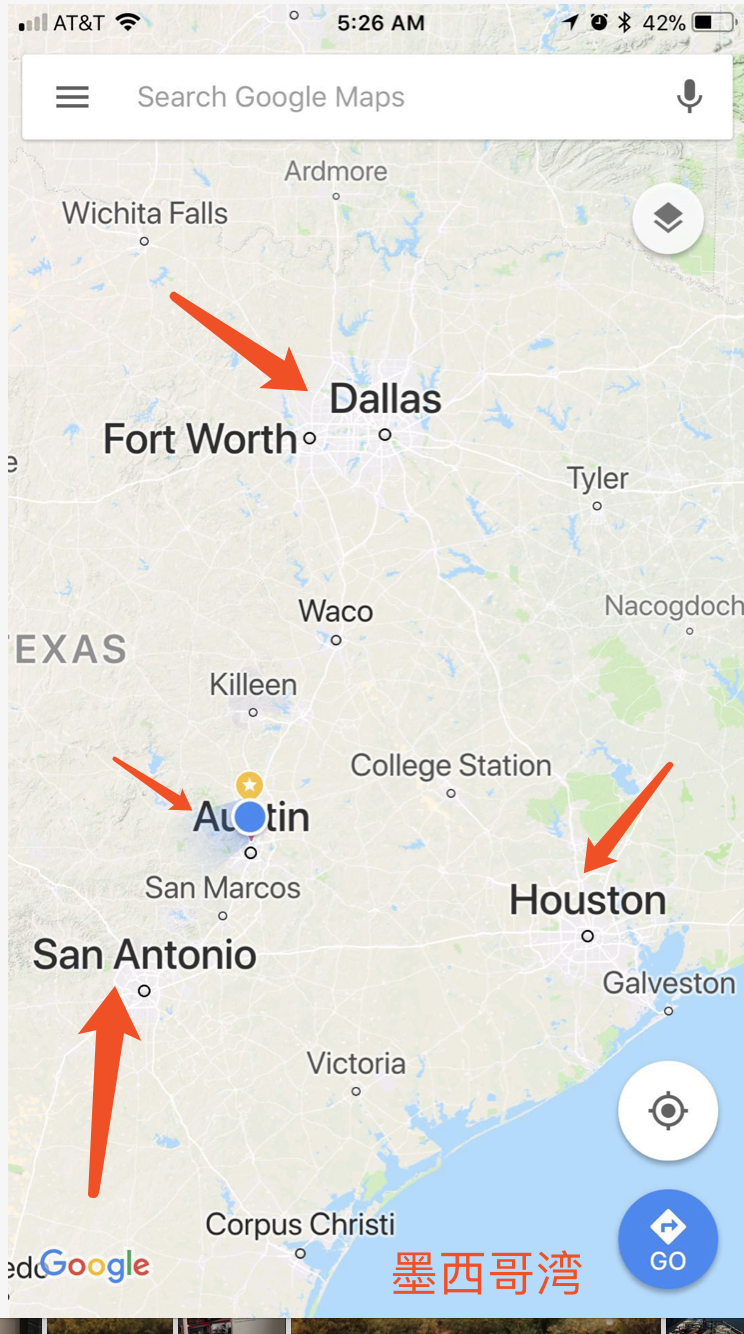 AT&T 5:26 AM 42%
Search Google Maps
Ardmore
Wichita Falls
Dallas
Fort Worth
Tyler
Nacogdoch
Waco
EXAS
Killeen
College Station
Austin
San Marcos
Houston
San Antonio
Galveston
Victoria
Corpus Christi
GO
Google
墨西哥湾